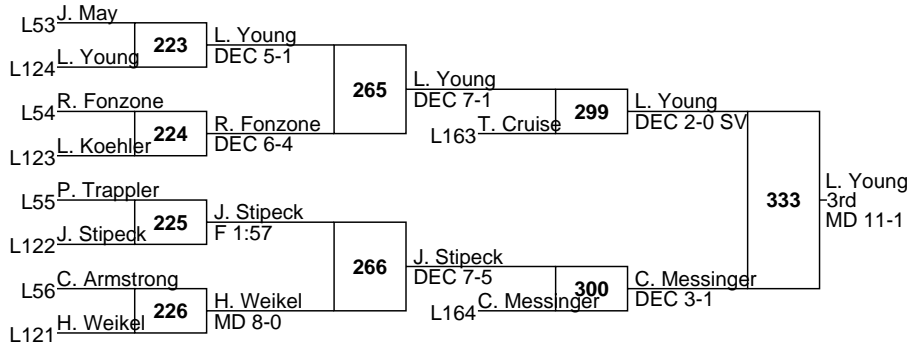 L53 J. May
223
L. Young
DEC 5-1
L124 L. Young
265
L. Young
DEC 7-1
L54 R. Fonzone
224
R. Fonzone
DEC 6-4
L123 L. Koehler
299
L. Young
DEC 2-0 SV
L163 T. Cruise
333
L. Young
3rd
MD 11-1
L55 P. Trappler
225
J. Stipeck
F 1:57
L122 J. Stipeck
266
J. Stipeck
DEC 7-5
L56 C. Armstrong
226
H. Weikel
MD 8-0
L121 H. Weikel
300
C. Messinger
DEC 3-1
L164 C. Messinger